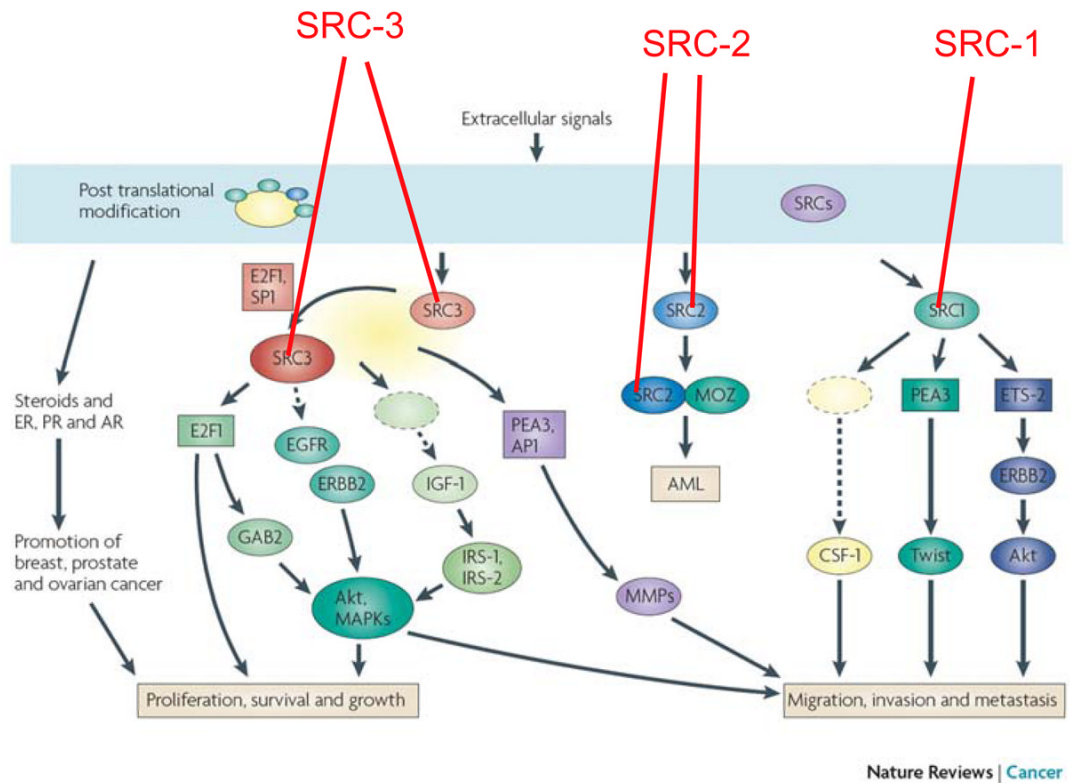 SRC-3
SRC-2
SRC-1
Extracellular signals
Post translational
modification
SRCs
E2F1,
SP1
SRC3
SRC2
SRC1
SRC3
Steroids and
ER, PR and AR
E2F1
EGFR
ERBB2
IGF-1
PEA3,
AP1
SRC2
MOZ
PEA3
ETS-2
AML
ERBB2
Promotion of
breast, prostate
and ovarian cancer
GAB2
IRS-1,
IRS-2
CSF-1
Twist
Akt
Akt,
MAPKs
MMPs
Proliferation, survival and growth
Migration, invasion and metastasis
Nature Reviews | Cancer